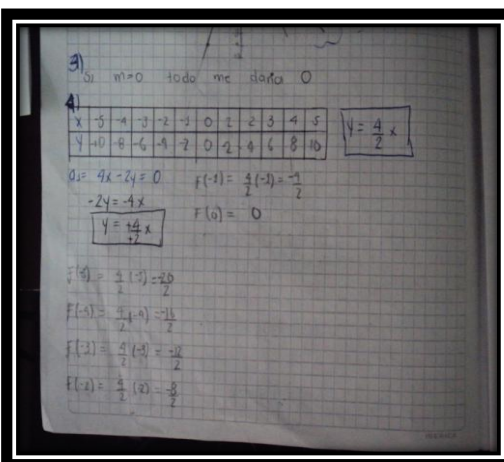 3)
Si m=0 todo me daria 0
4)
X -5 -4 -3 -2 -1 0 1 2 3 4 5
Y -10 -8 -6 -4 -2 0 2 4 6 8 10
y = 4/2 x
a)= 4x-2y=0
-2y=-4x
y = +4/+2 x
F(-1)= 4/2 (-1)= -4/2
F(0)= 0
F(-5)= 4/2 (-5)= -20/2
F(-4)= 4/2 (-4)= -16/2
F(-3)= 4/2 (-3)= -12/2
F(-2)= 4/2 (-2)= -8/2